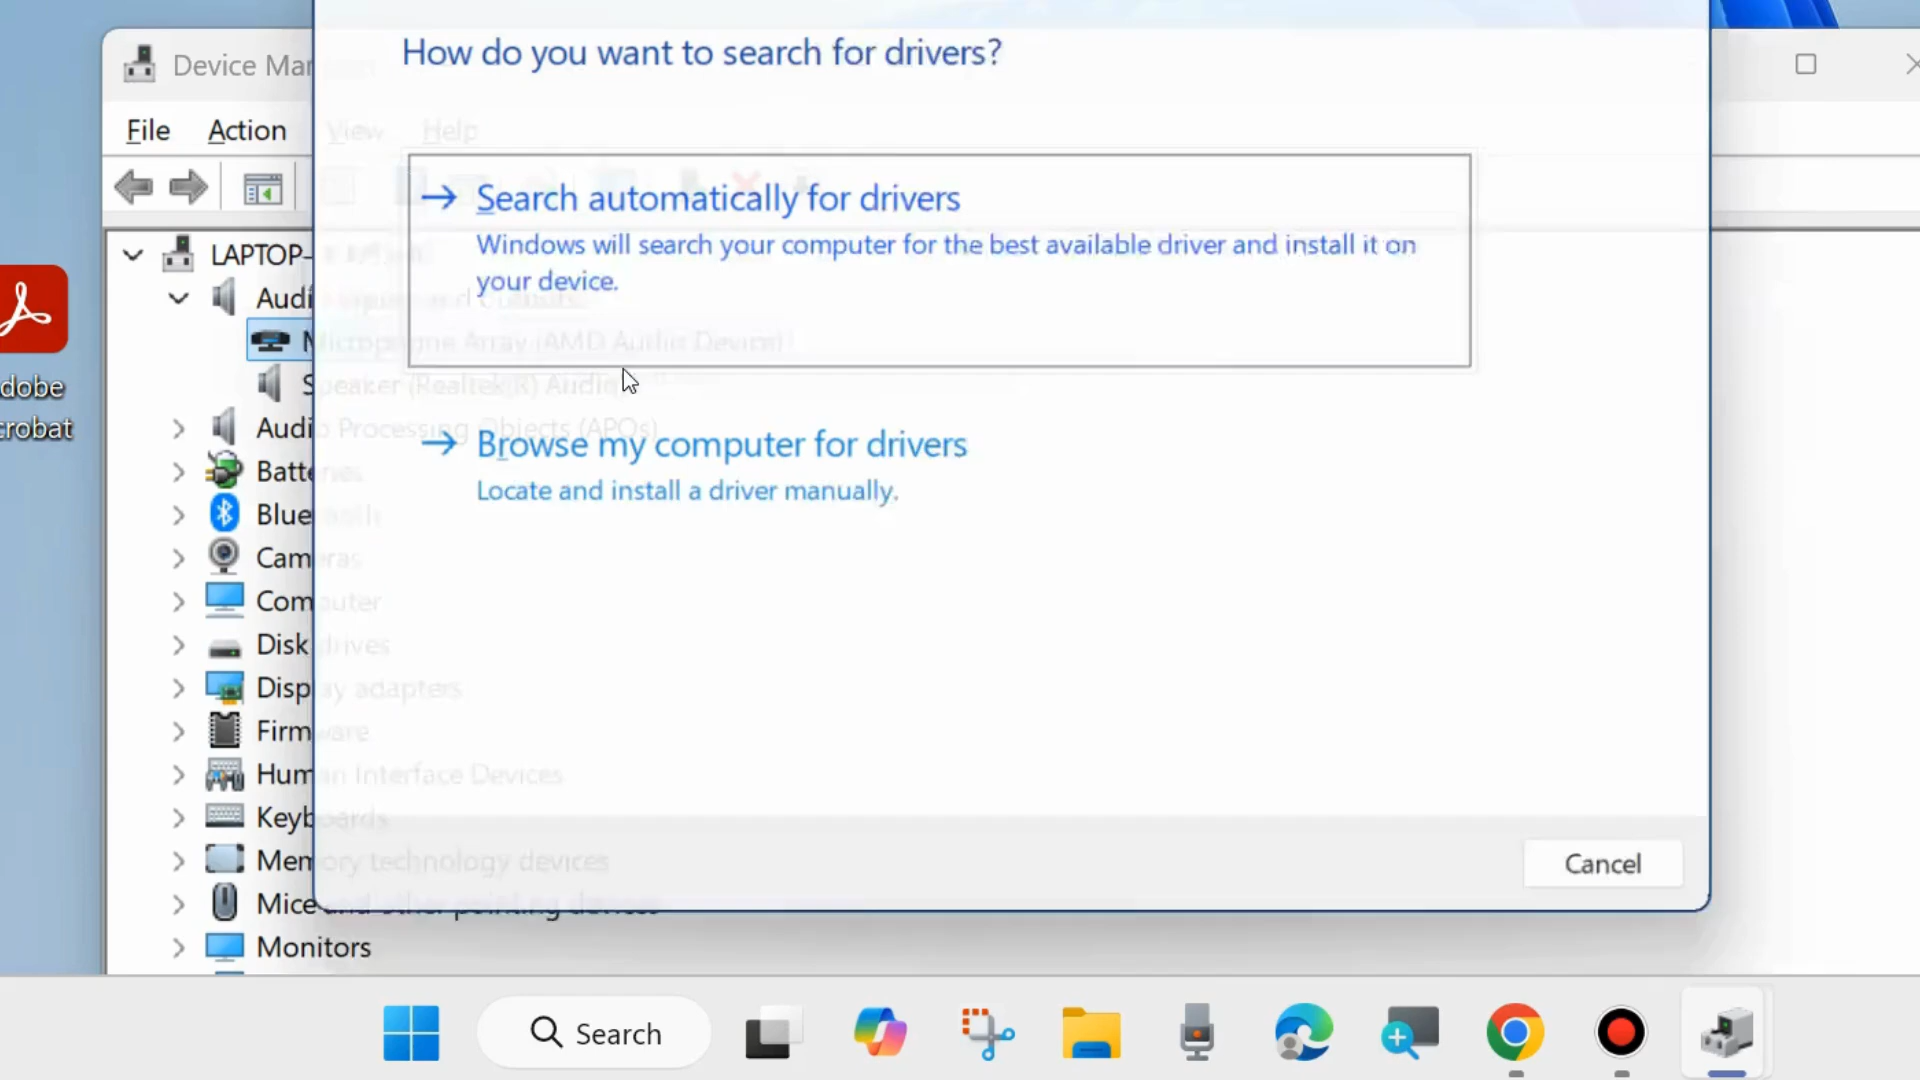 Device Man
How do you want to search for drivers?
File Action View Help
Search automatically for drivers
Windows will search your computer for the best available driver and install it on
your device.
LAPTOP-
Audio inputs and outputs
Microphone Array (AMD Audio Device)
Speaker (Realtek(R) Audio)
Audio Processing Objects (APOs)
Browse my computer for drivers
Locate and install a driver manually.
Batteries
Bluetooth
Cameras
Computer
Disk drives
Display adapters
Firmware
Human Interface Devices
Keyboards
Memory technology devices
Mice and other pointing devices
Monitors
Cancel
dobe
crobat
Search